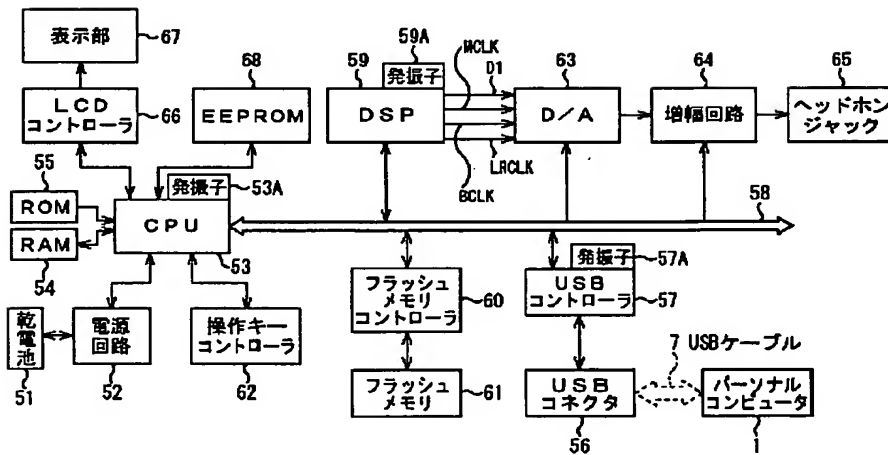 表示部
67
LCD
コントローラ
66
68
EEPROM
59
59A
発振子
DSP
MCLK
D1
BCLK
LRCLK
63
D/A
64
増幅回路
65
ヘッドホン
ジャック
55
ROM
RAM
54
発振子
53A
CPU
53
58
乾電池
51
電源
回路
52
操作キー
コントローラ
62
フラッシュ
メモリ
コントローラ
60
フラッシュ
メモリ
61
発振子
57A
USB
コントローラ
57
USB
コネクタ
56
7 USBケーブル
パーソナル
コンピュータ
1